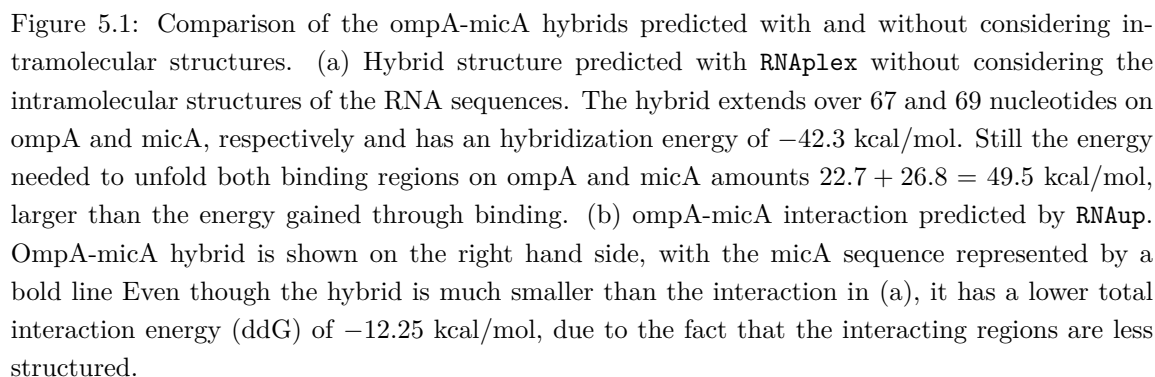 Figure 5.1: Comparison of the ompA-micA hybrids predicted with and without considering in-
tramolecular structures. (a) Hybrid structure predicted with RNAplex without considering the
intramolecular structures of the RNA sequences. The hybrid extends over 67 and 69 nucleotides on
ompA and micA, respectively and has an hybridization energy of −42.3 kcal/mol. Still the energy
needed to unfold both binding regions on ompA and micA amounts 22.7 + 26.8 = 49.5 kcal/mol,
larger than the energy gained through binding. (b) ompA-micA interaction predicted by RNAup.
OmpA-micA hybrid is shown on the right hand side, with the micA sequence represented by a
bold line Even though the hybrid is much smaller than the interaction in (a), it has a lower total
interaction energy (ddG) of −12.25 kcal/mol, due to the fact that the interacting regions are less
structured.